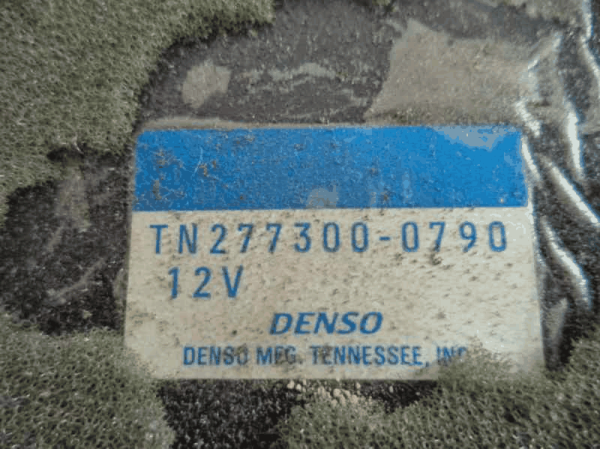 TN277300-0790
12V
DENSO
DENSO MFG. TENNESSEE, INC